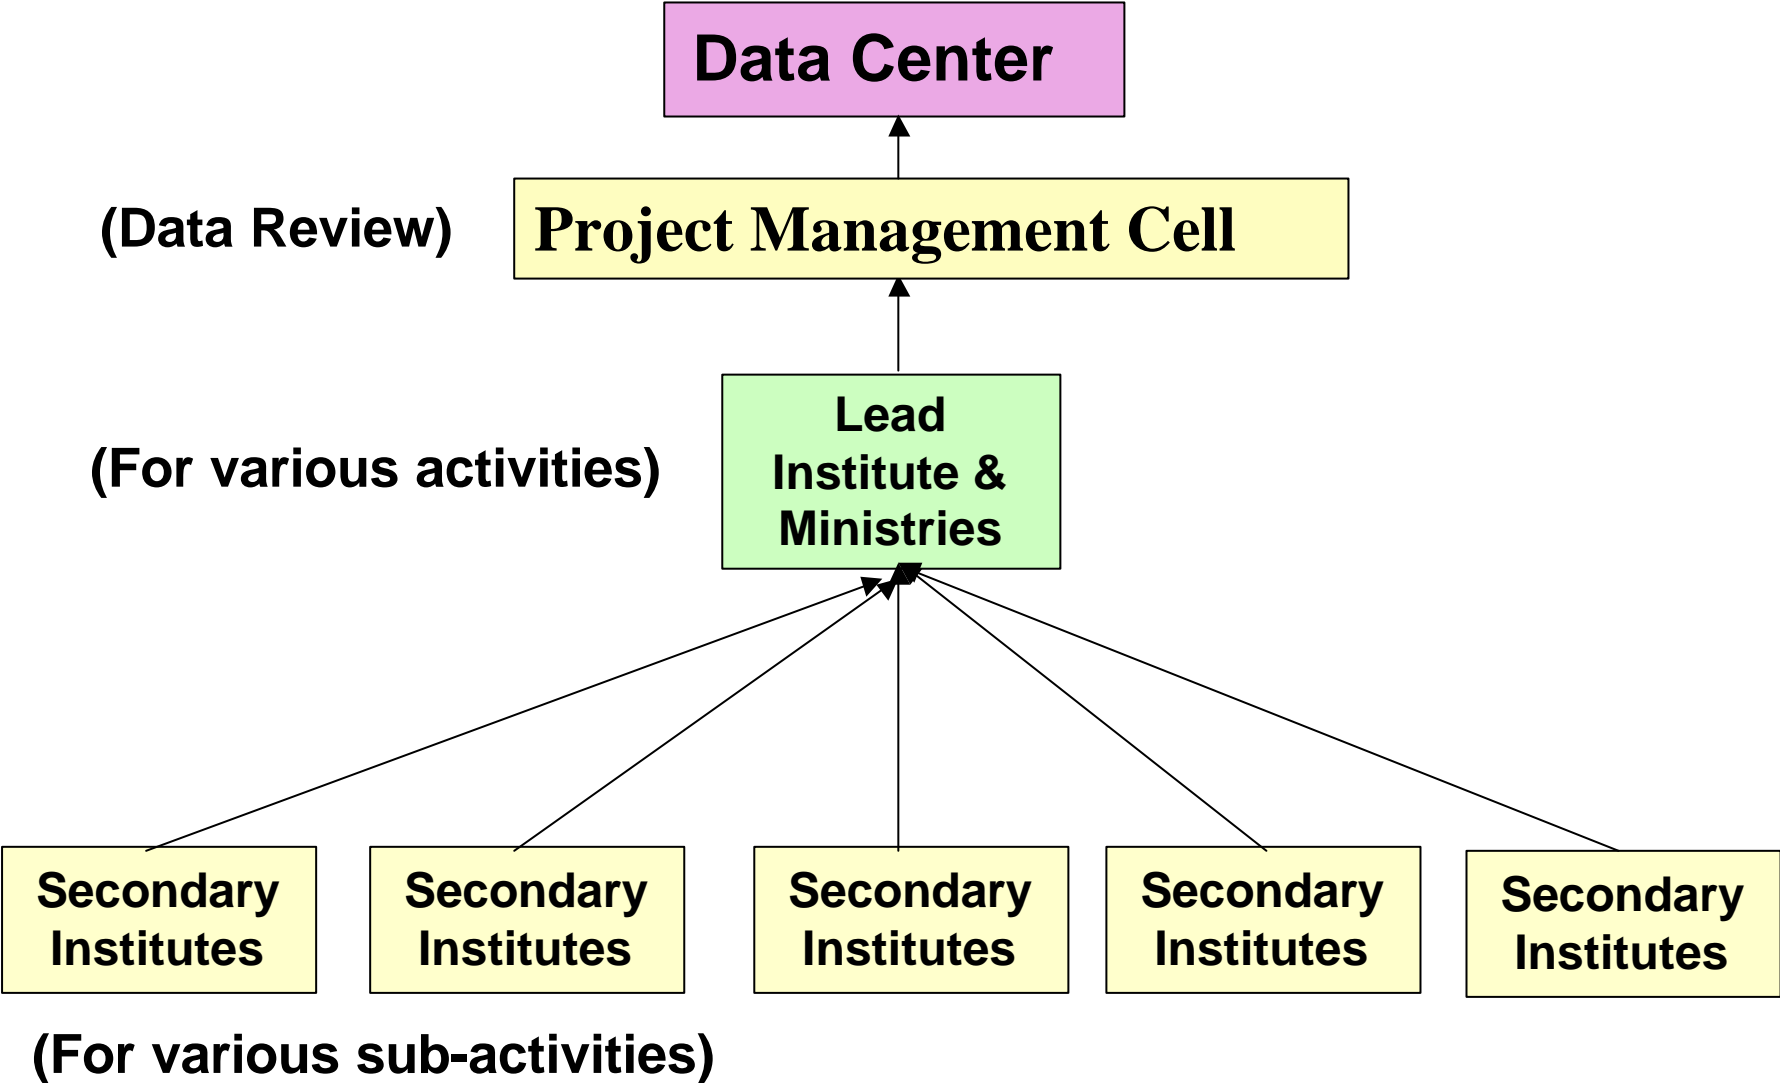 Data Center
(Data Review)
Project Management Cell
(For various activities)
Lead
Institute &
Ministries
Secondary
Institutes
Secondary
Institutes
Secondary
Institutes
Secondary
Institutes
Secondary
Institutes
(For various sub-activities)